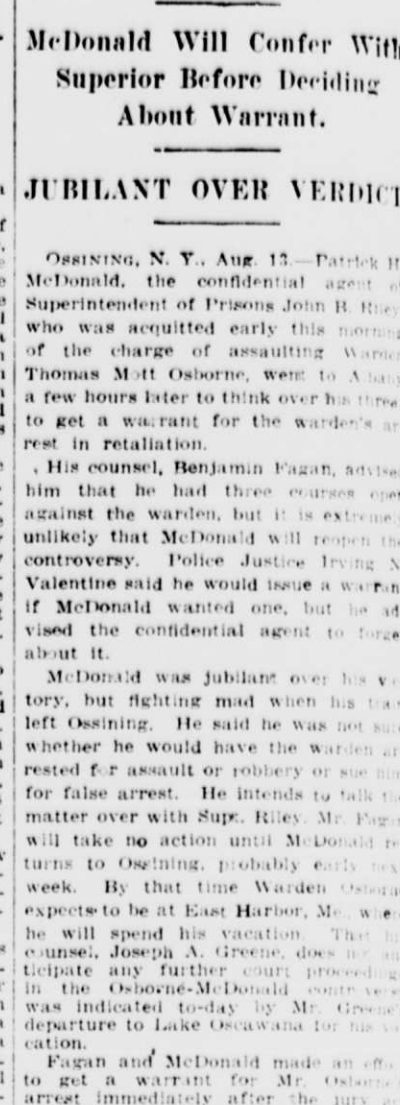 McDonald Will Confer With
Superior Before Deciding
About Warrant.
JUBILANT OVER VERDICT
OSSINING, N. Y., Aug. 13.—Patrick H
McDonald, the confidential agent o
Superintendent of Prisons John B. Riley
who was acquitted early this morning
of the charge of assaulting Warden
Thomas Mott Osborne, went to Albany
a few hours later to think over his threa
to get a warrant for the warden's ar
rest in retaliation.
His counsel, Benjamin Fagan, advised
him that he had three courses open
against the warden, but it is extremely
unlikely that McDonald will reopen the
controversy. Police Justice Irving
Valentine said he would issue a warran
if McDonald wanted one, but he ad
vised the confidential agent to forge
about it.
McDonald was jubilant over his vic
tory, but fighting mad when his train
left Ossining. He said he was not sure
whether he would have the warden ar
rested for assault or robbery or sue him
for false arrest. He intends to talk the
matter over with Supt. Riley. Mr. Fagan
will take no action until McDonald re
turns to Ossining, probably early next
week. By that time Warden Osborne
expects to be at East Harbor, Me., where
he will spend his vacation. That his
counsel, Joseph A. Greene, does not an
ticipate any further court proceeding
in the Osborne-McDonald controversy
was indicated to-day by Mr. Greene'
departure to Lake Oscawana for his va
cation.
Fagan and McDonald made an effo
to get a warrant for Mr. Osborne'
arrest immediately after the jury